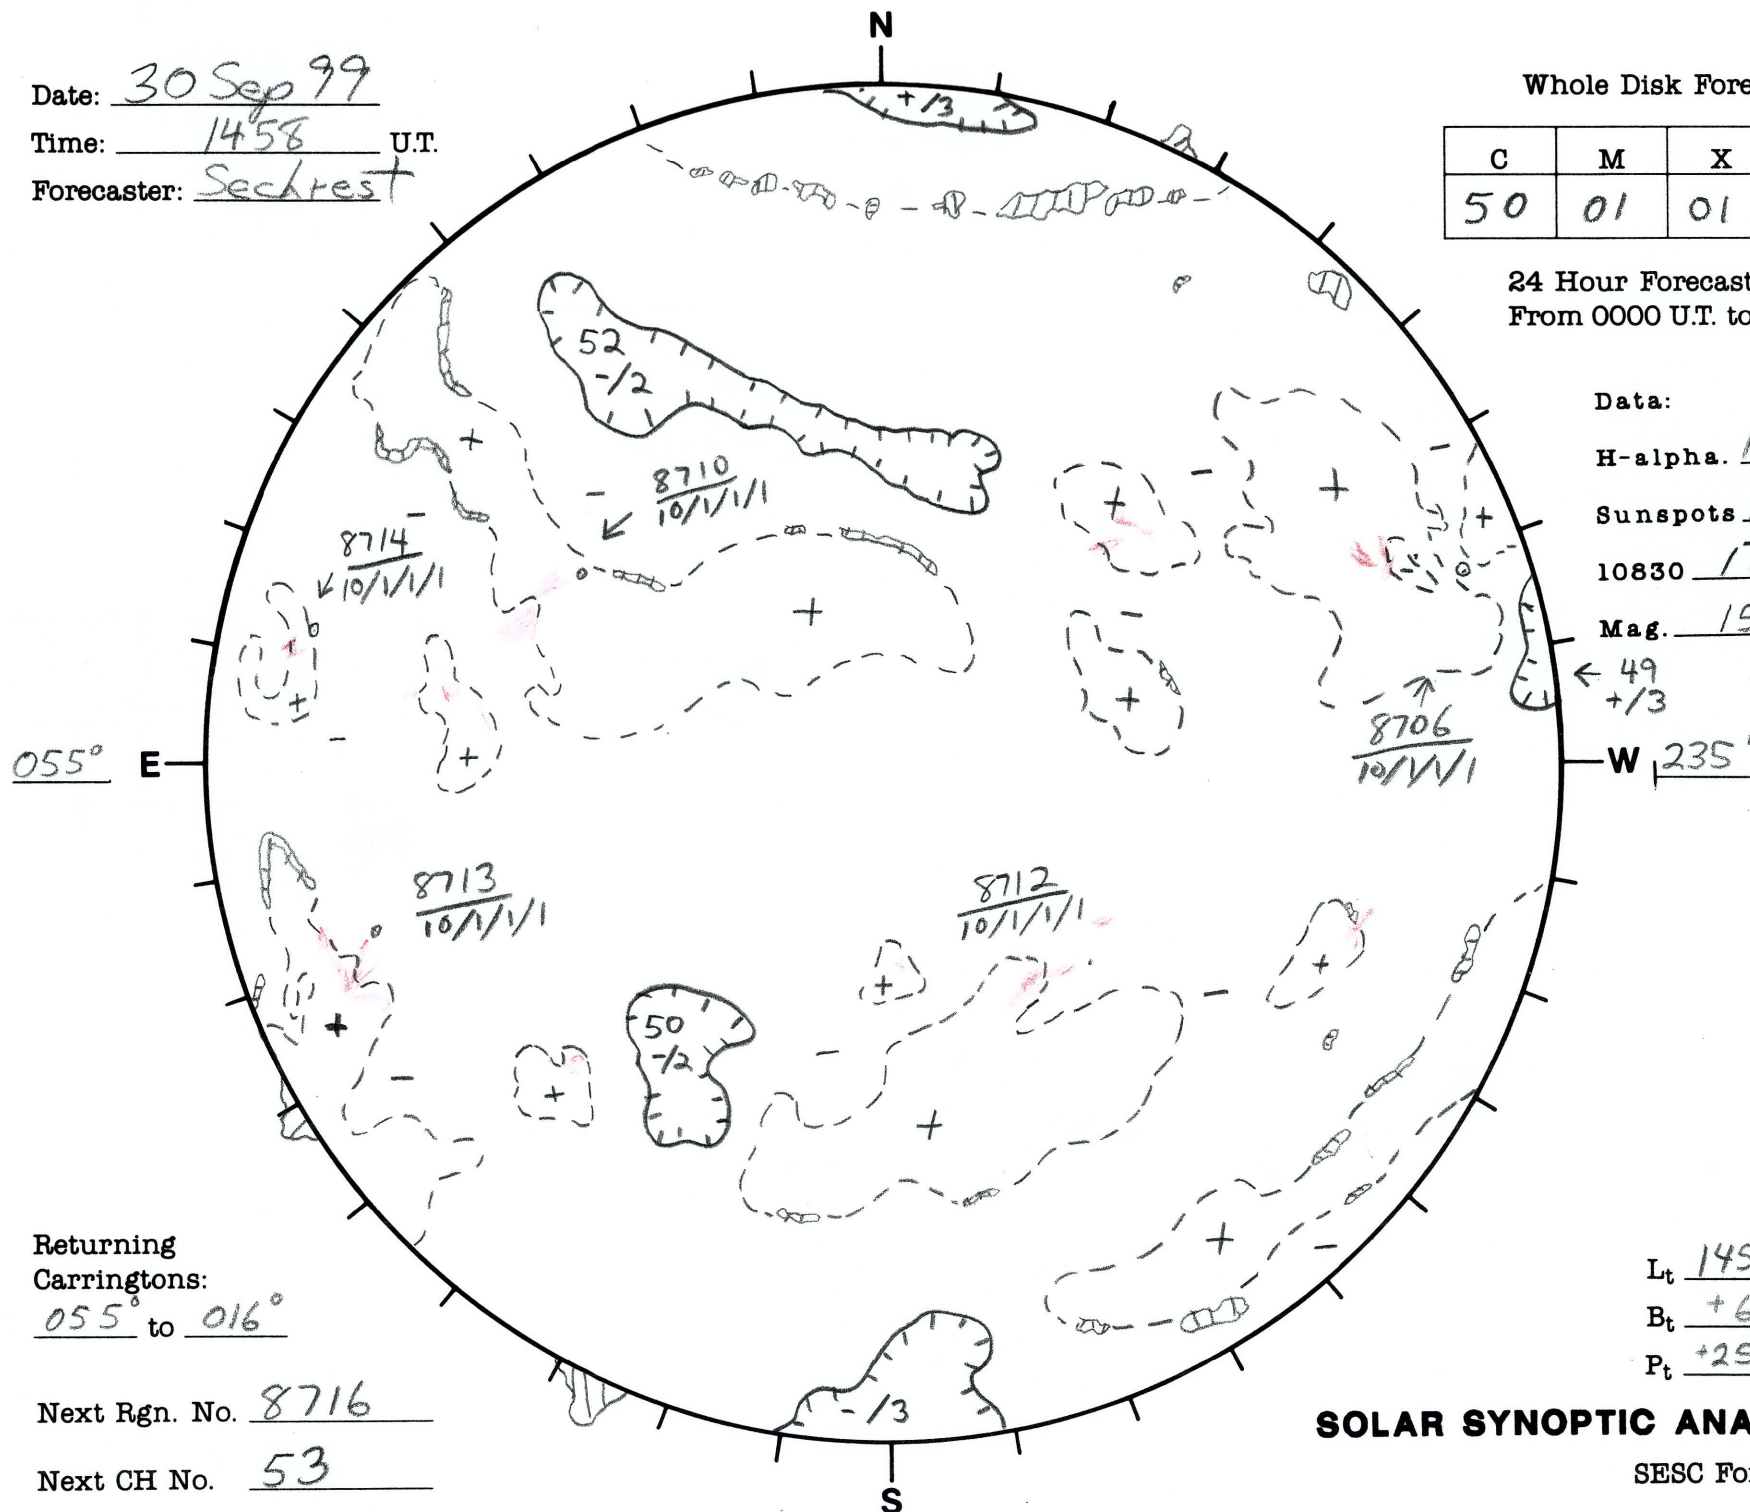 N
Date: 30 Sep 99
Time: 1458 U.T.
Forecaster: Sechrest
Whole Disk Fore
C M X
50 01 01
24 Hour Forecast
From 0000 U.T. to
Data:
H-alpha.
Sunspots
10830
Mag.
+/3
52
-/2
8710
10/1/1/1
8714
10/1/1/1
← 49
+/3
8706
10/1/1/1
055° E
W 235
8713
10/1/1/1
8712
10/1/1/1
50
-/2
-/3
Returning
Carringtons:
055° to 016°
Next Rgn. No. 8716
Next CH No. 53
Lt 145
Bt +6
Pt
SOLAR SYNOPTIC ANA
SESC Fo
S